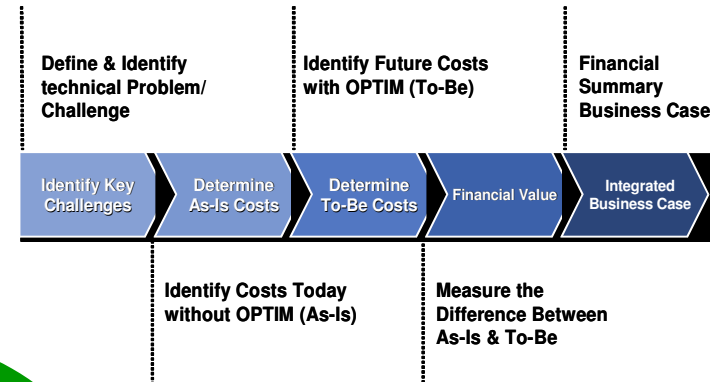 Define & Identify
technical Problem/
Challenge
Identify Future Costs
with OPTIM (To-Be)
Financial
Summary
Business Case
Identify Key
Challenges
Determine
As-Is Costs
Determine
To-Be Costs
Financial Value
Integrated
Business Case
Identify Costs Today
without OPTIM (As-Is)
Measure the
Difference Between
As-Is & To-Be